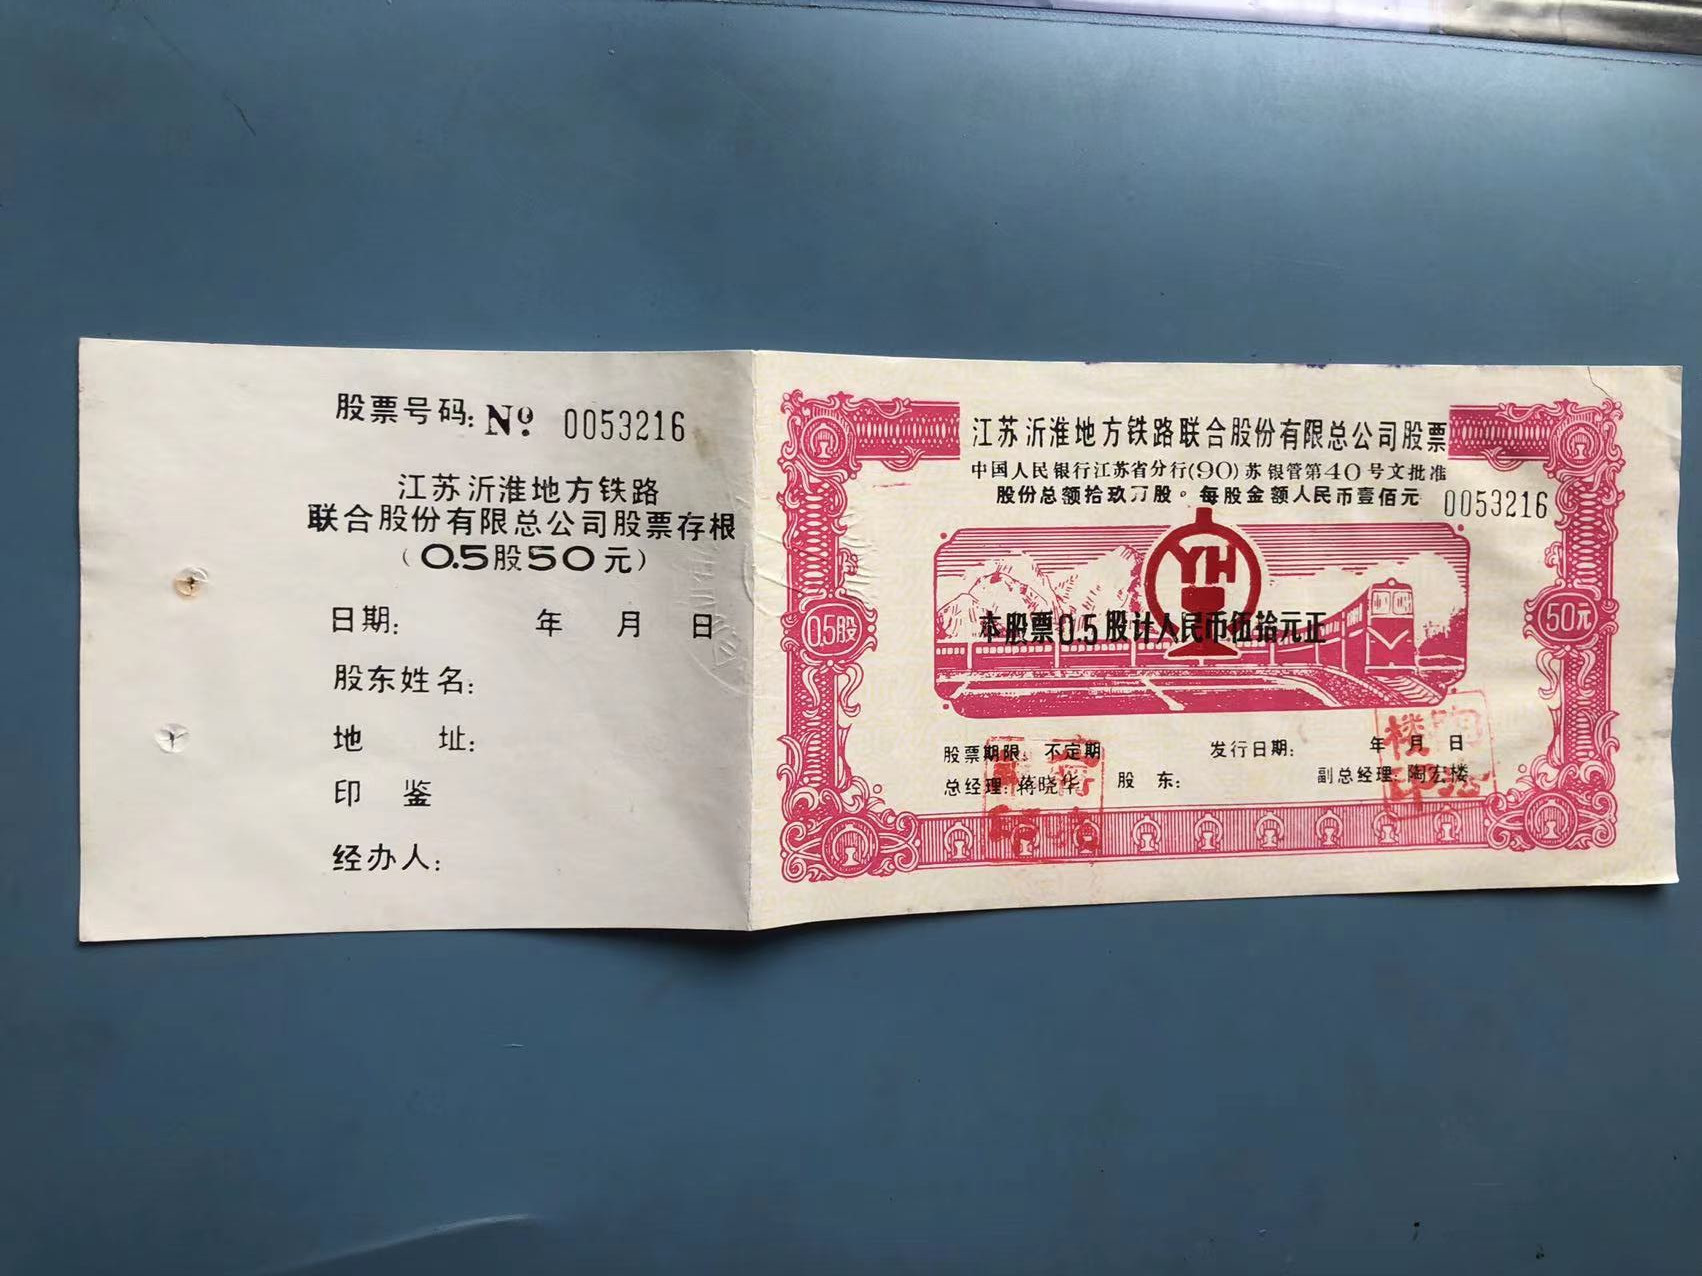 股票号码: No. 0053216
江苏沂淮地方铁路
联合股份有限总公司股票存根
(0.5股50元)
日期: 年 月 日
股东姓名:
地 址:
印 鉴
经办人:
江苏沂淮地方铁路联合股份有限总公司股票
中国人民银行江苏省分行(90)苏银管第40号文批准
股份总额拾玖万股。每股金额人民币壹佰元 0053216
YH
本股票0.5股计人民币伍拾元正
0.5股
50元
股票期限: 不定期 发行日期: 年 月 日
总经理: 蒋晓华 股 东: 副总经理 陶宏楼